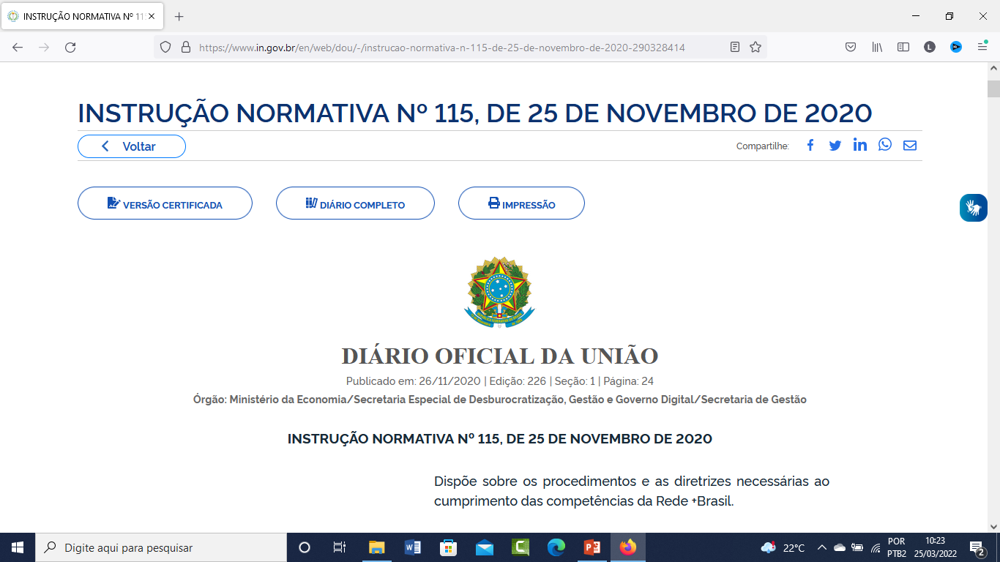 INSTRUÇÃO NORMATIVA Nº 115
https://www.in.gov.br/en/web/dou/-/instrucao-normativa-n-115-de-25-de-novembro-de-2020-290328414
L
INSTRUÇÃO NORMATIVA Nº 115, DE 25 DE NOVEMBRO DE 2020
Voltar
Compartilhe:
VERSÃO CERTIFICADA
DIÁRIO COMPLETO
IMPRESSÃO
DIÁRIO OFICIAL DA UNIÃO
Publicado em: 26/11/2020 | Edição: 226 | Seção: 1 | Página: 24
Órgão: Ministério da Economia/Secretaria Especial de Desburocratização, Gestão e Governo Digital/Secretaria de Gestão
INSTRUÇÃO NORMATIVA Nº 115, DE 25 DE NOVEMBRO DE 2020
Dispõe sobre os procedimentos e as diretrizes necessárias ao
cumprimento das competências da Rede +Brasil.
Digite aqui para pesquisar
22°C
POR
PTB2
10:23
25/03/2022
2